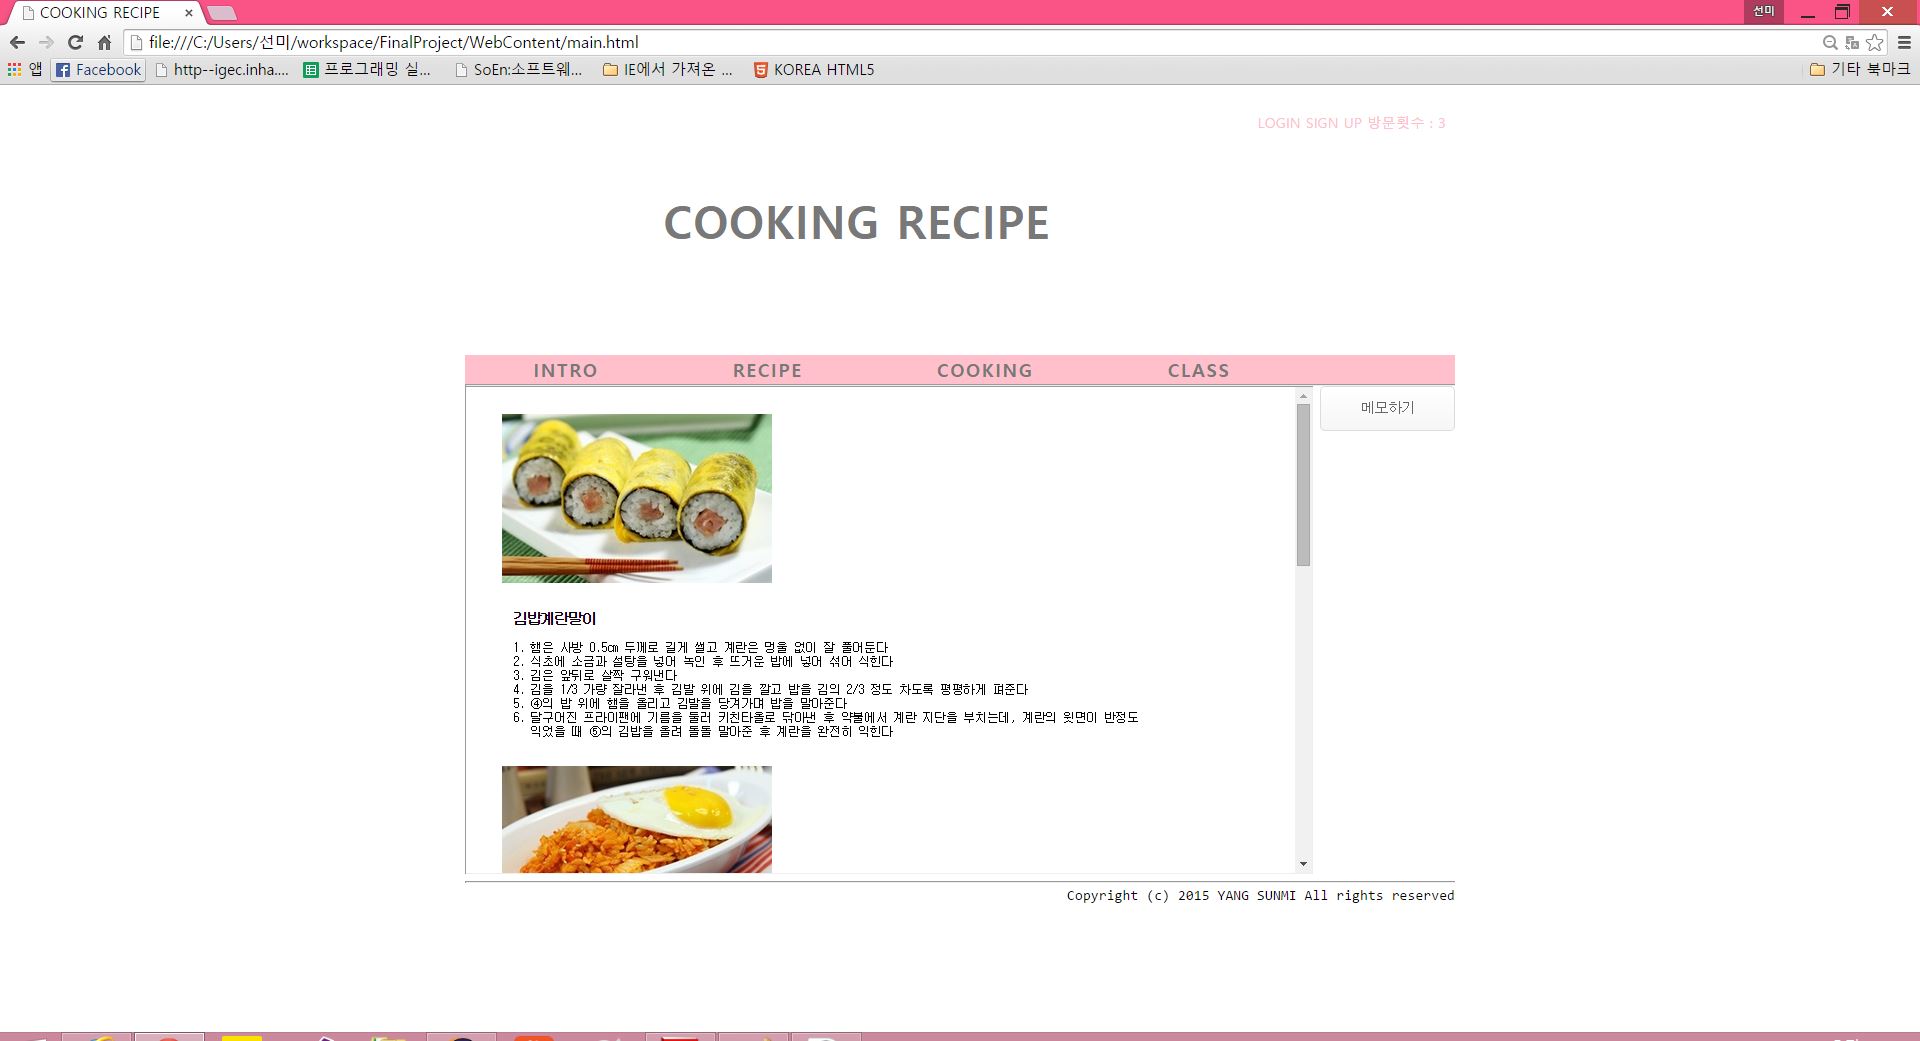 COOKING RECIPE
선미
file:///C:/Users/선미/workspace/FinalProject/WebContent/main.html
앱 Facebook http--igec.inha.... 프로그래밍 실... SoEn:소프트웨... IE에서 가져온 ... KOREA HTML5 기타 북마크
LOGIN SIGN UP 방문횟수 : 3
COOKING RECIPE
INTRO RECIPE COOKING CLASS
메모하기
김밥계란말이
1. 햄은 사방 0.5㎝ 두께로 길게 썰고 계란은 멍울 없이 잘 풀어둔다
2. 식초에 소금과 설탕을 넣어 녹인 후 뜨거운 밥에 넣어 섞어 식힌다
3. 김은 앞뒤로 살짝 구워낸다
4. 김을 1/3 가량 잘라낸 후 김발 위에 김을 깔고 밥을 김의 2/3 정도 차도록 평평하게 펴준다
5. ④의 밥 위에 햄을 올리고 김발을 당겨가며 밥을 말아준다
6. 달구어진 프라이팬에 기름을 둘러 키친타올로 닦아낸 후 약불에서 계란 지단을 부치는데, 계란의 윗면이 반정도
익었을 때 ⑤의 김밥을 올려 돌돌 말아준 후 계란을 완전히 익힌다
Copyright (c) 2015 YANG SUNMI All rights reserved